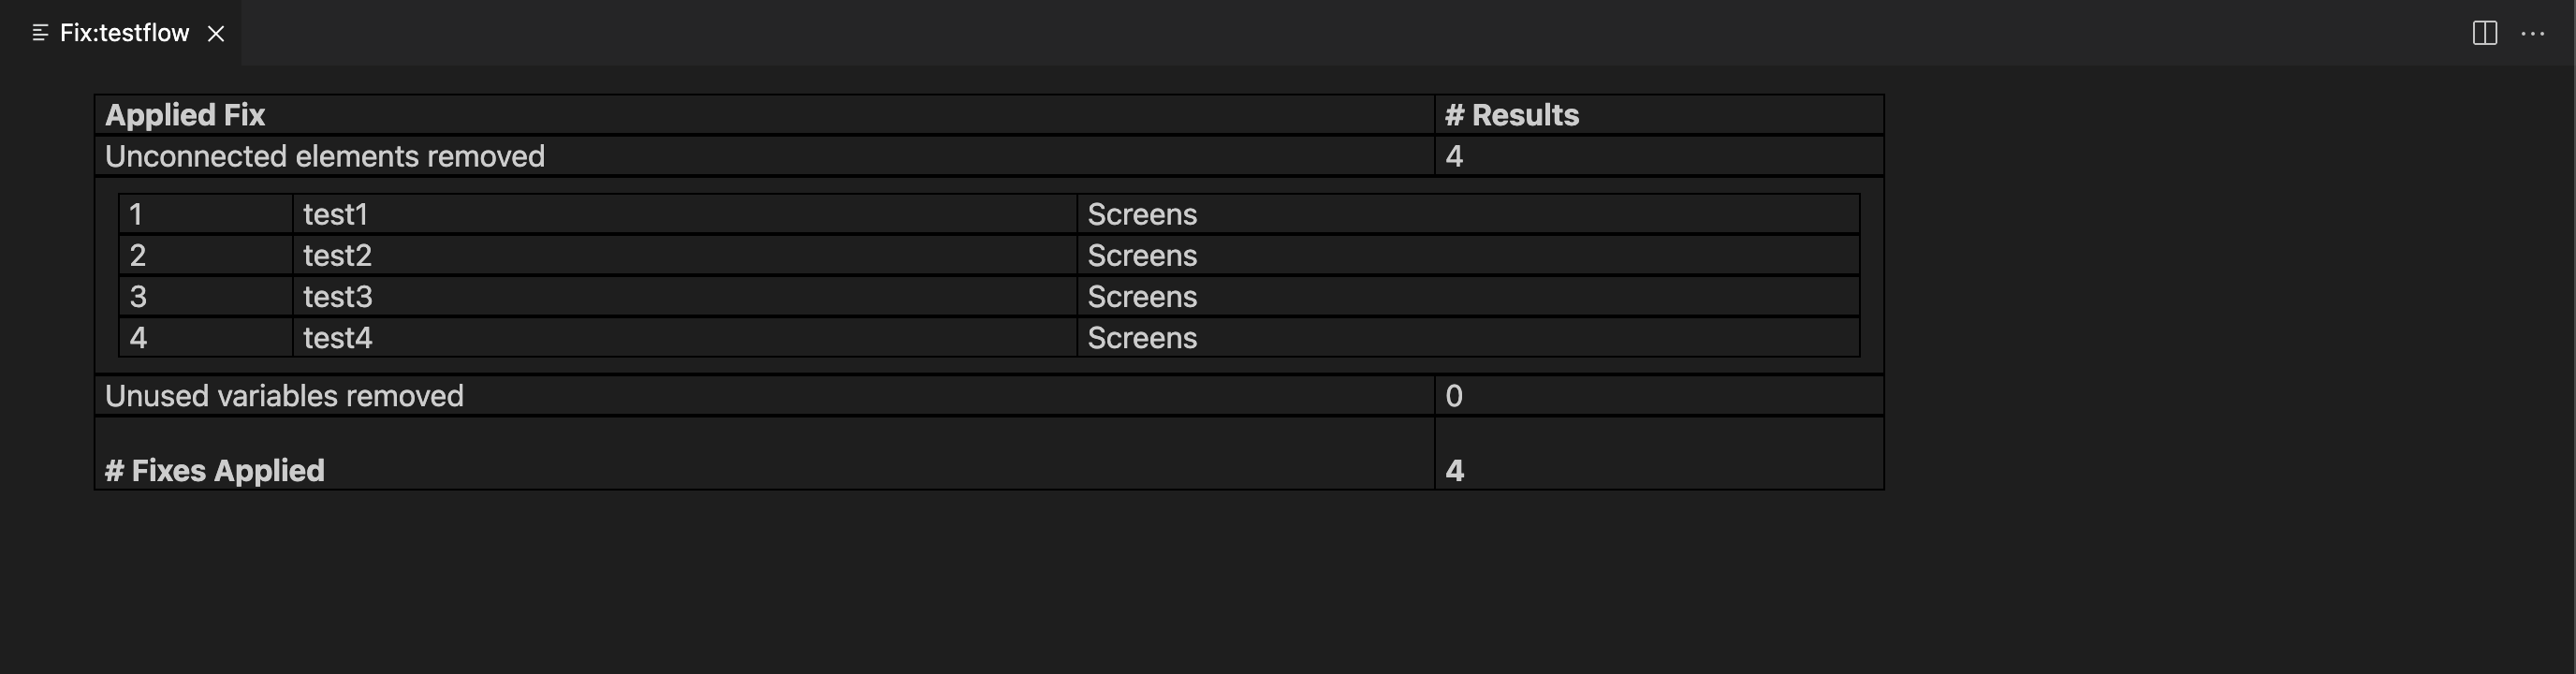 Fix:testflow
Applied Fix # Results
Unconnected elements removed 4
1 test1 Screens
2 test2 Screens
3 test3 Screens
4 test4 Screens
Unused variables removed 0
# Fixes Applied 4